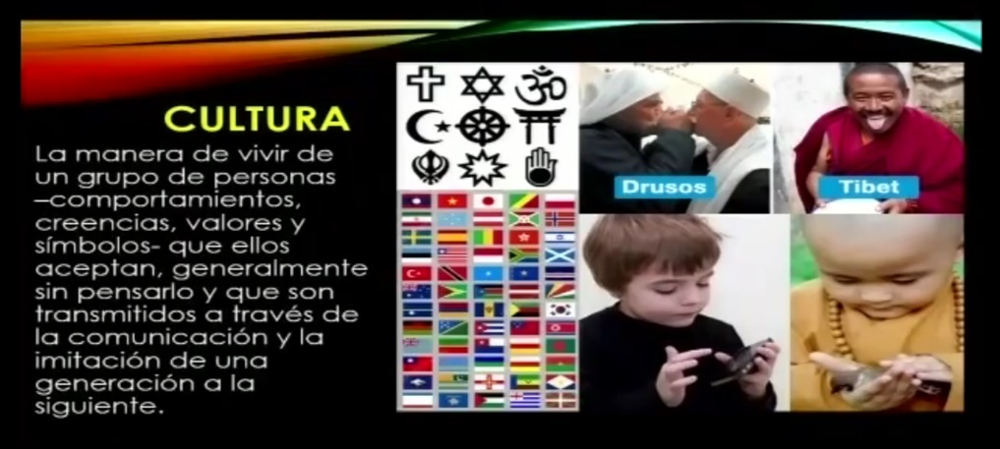 CULTURA
La manera de vivir de
un grupo de personas
–comportamientos,
creencias, valores y
símbolos- que ellos
aceptan, generalmente
sin pensarlo y que son
transmitidos a través de
la comunicación y la
imitación de una
generación a la
siguiente.
Drusos
Tibet